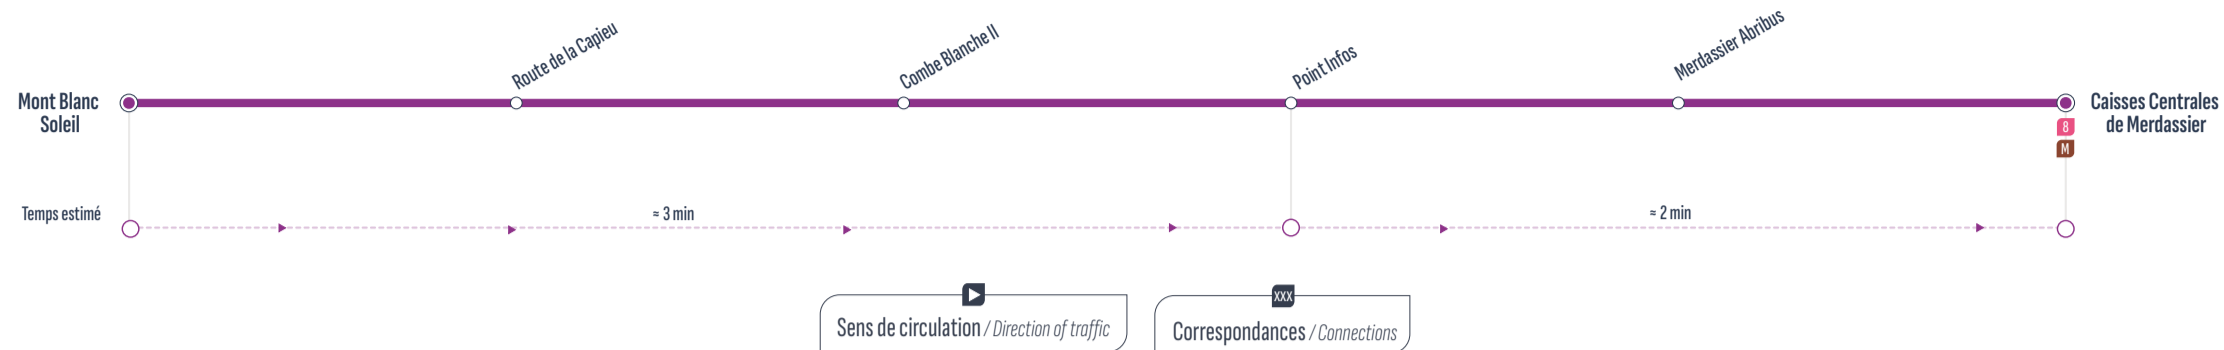 Route de la Capieu
Combe Blanche II
Point Infos
Merdassier Abribus
Mont Blanc
Soleil
Caisses Centrales
de Merdassier
8
M
Temps estimé
≈ 3 min
≈ 2 min
Sens de circulation / Direction of traffic
XXX
Correspondances / Connections